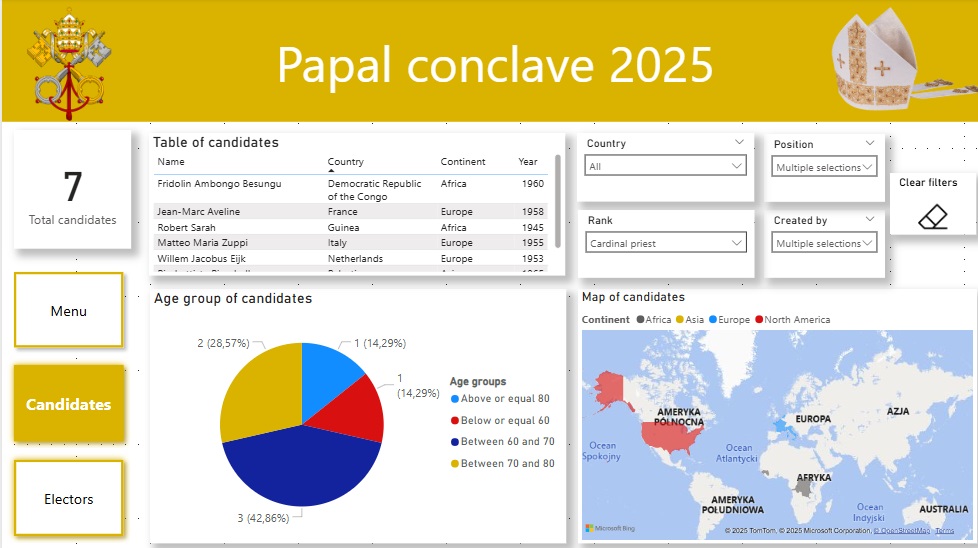 Papal conclave 2025
7
Total candidates
Menu
Candidates
Electors
Table of candidates
Name Country Continent Year
Fridolin Ambongo Besungu Democratic Republic of the Congo Africa 1960
Jean-Marc Aveline France Europe 1958
Robert Sarah Guinea Africa 1945
Matteo Maria Zuppi Italy Europe 1955
Willem Jacobus Eijk Netherlands Europe 1953
Country
All
Position
Multiple selections
Rank
Cardinal priest
Created by
Multiple selections
Clear filters
Age group of candidates
2 (28,57%)
1 (14,29%)
1
(14,29%)
3 (42,86%)
Age groups
Above or equal 80
Below or equal 60
Between 60 and 70
Between 70 and 80
Map of candidates
Continent Africa Asia Europe North America
AMERYKA
PÓŁNOCNA
EUROPA
AZJA
Ocean
Spokojny
Ocean
Atlantycki
AFRYKA
AMERYKA
POŁUDNIOWA
Ocean
Indyjski
AUSTRALIA
Microsoft Bing
© 2025 TomTom, © 2025 Microsoft Corporation, © OpenStreetMap Terms